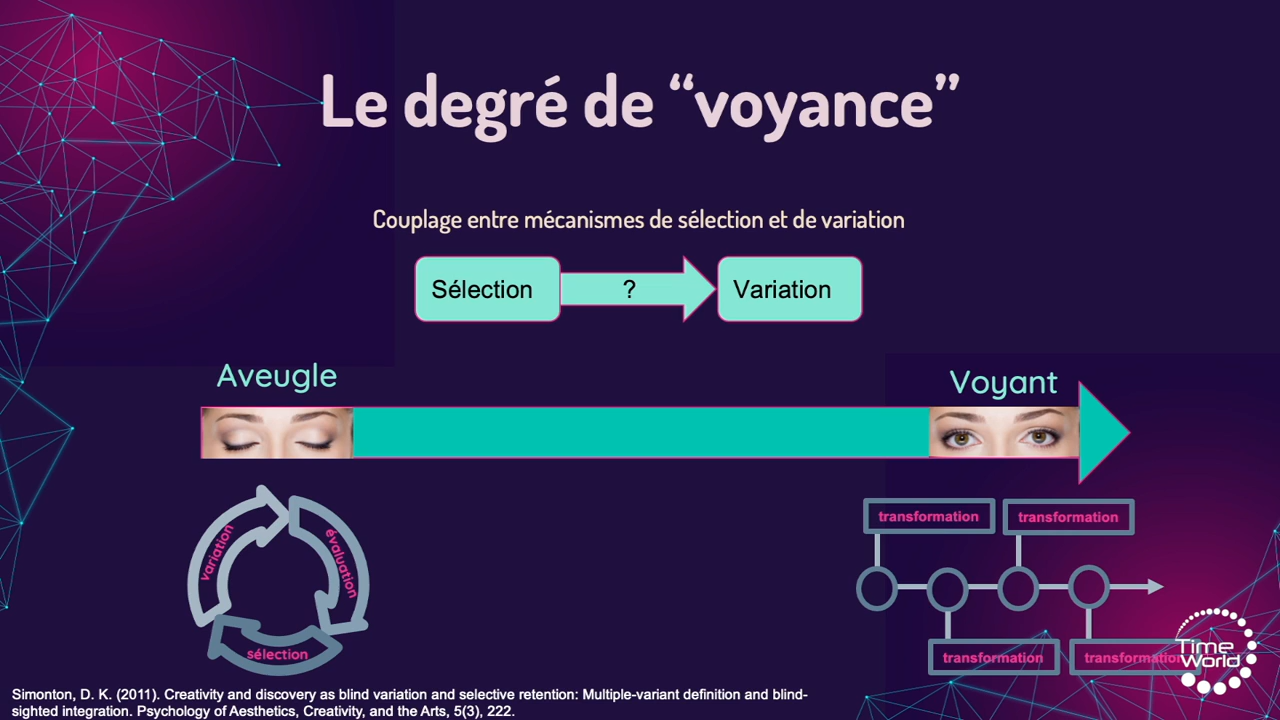 Le degré de “voyance”
Couplage entre mécanismes de sélection et de variation
Sélection
?
Variation
Aveugle
Voyant
variation
évaluation
sélection
transformation
transformation
transformation
transformation
Time
World
Simonton, D. K. (2011). Creativity and discovery as blind variation and selective retention: Multiple-variant definition and blind-
sighted integration. Psychology of Aesthetics, Creativity, and the Arts, 5(3), 222.